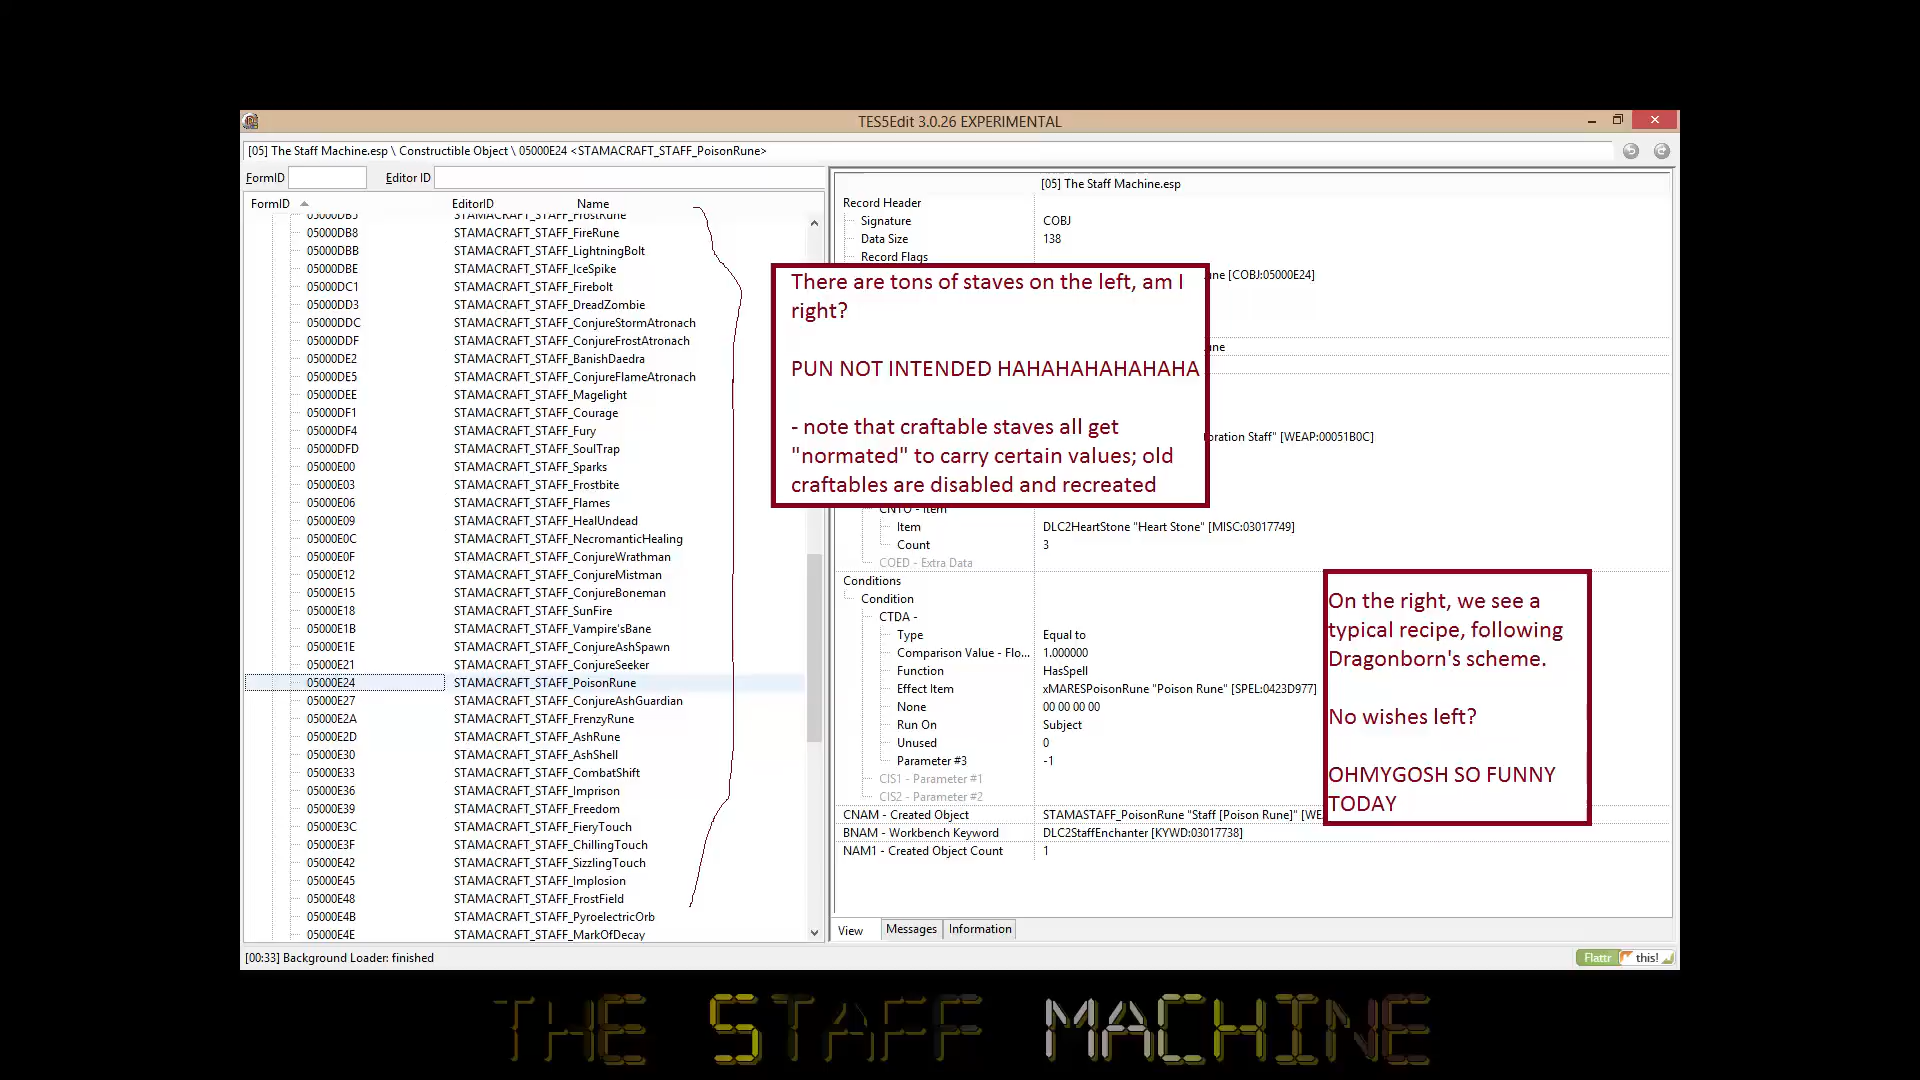 TES5Edit 3.0.26 EXPERIMENTAL
[05] The Staff Machine.esp \ Constructible Object \ 05000E24 <STAMACRAFT_STAFF_PoisonRune>
FormID Editor ID
FormID EditorID Name
05000DB5 STAMACRAFT_STAFF_FrostRune
05000DB8 STAMACRAFT_STAFF_FireRune
05000DBB STAMACRAFT_STAFF_LightningBolt
05000DBE STAMACRAFT_STAFF_IceSpike
05000DC1 STAMACRAFT_STAFF_Firebolt
05000DD3 STAMACRAFT_STAFF_DreadZombie
05000DDC STAMACRAFT_STAFF_ConjureStormAtronach
05000DDF STAMACRAFT_STAFF_ConjureFrostAtronach
05000DE2 STAMACRAFT_STAFF_BanishDaedra
05000DE5 STAMACRAFT_STAFF_ConjureFlameAtronach
05000DEE STAMACRAFT_STAFF_Magelight
05000DF1 STAMACRAFT_STAFF_Courage
05000DF4 STAMACRAFT_STAFF_Fury
05000DFD STAMACRAFT_STAFF_SoulTrap
05000E00 STAMACRAFT_STAFF_Sparks
05000E03 STAMACRAFT_STAFF_Frostbite
05000E06 STAMACRAFT_STAFF_Flames
05000E09 STAMACRAFT_STAFF_HealUndead
05000E0C STAMACRAFT_STAFF_NecromanticHealing
05000E0F STAMACRAFT_STAFF_ConjureWrathman
05000E12 STAMACRAFT_STAFF_ConjureMistman
05000E15 STAMACRAFT_STAFF_ConjureBoneman
05000E18 STAMACRAFT_STAFF_SunFire
05000E1B STAMACRAFT_STAFF_Vampire'sBane
05000E1E STAMACRAFT_STAFF_ConjureAshSpawn
05000E21 STAMACRAFT_STAFF_ConjureSeeker
05000E24 STAMACRAFT_STAFF_PoisonRune
05000E27 STAMACRAFT_STAFF_ConjureAshGuardian
05000E2A STAMACRAFT_STAFF_FrenzyRune
05000E2D STAMACRAFT_STAFF_AshRune
05000E30 STAMACRAFT_STAFF_AshShell
05000E33 STAMACRAFT_STAFF_CombatShift
05000E36 STAMACRAFT_STAFF_Imprison
05000E39 STAMACRAFT_STAFF_Freedom
05000E3C STAMACRAFT_STAFF_FieryTouch
05000E3F STAMACRAFT_STAFF_ChillingTouch
05000E42 STAMACRAFT_STAFF_SizzlingTouch
05000E45 STAMACRAFT_STAFF_Implosion
05000E48 STAMACRAFT_STAFF_FrostField
05000E4B STAMACRAFT_STAFF_PyroelectricOrb
05000E4E STAMACRAFT_STAFF_MarkOfDecay
[05] The Staff Machine.esp
Record Header
Signature COBJ
Data Size 138
Record Flags
une [COBJ:05000E24]
une
oration Staff" [WEAP:00051B0C]
There are tons of staves on the left, am I
right?
PUN NOT INTENDED HAHAHAHAHAHAHA
- note that craftable staves all get
"normated" to carry certain values; old
craftables are disabled and recreated
CNTO - Item
Item DLC2HeartStone "Heart Stone" [MISC:03017749]
Count 3
COED - Extra Data
Conditions
Condition
CTDA -
Type Equal to
Comparison Value - Flo... 1.000000
Function HasSpell
Effect Item xMARESPoisonRune "Poison Rune" [SPEL:0423D977]
None 00 00 00 00
Run On Subject
Unused 0
Parameter #3 -1
CIS1 - Parameter #1
CIS2 - Parameter #2
CNAM - Created Object STAMASTAFF_PoisonRune "Staff [Poison Rune]" [WE
BNAM - Workbench Keyword DLC2StaffEnchanter [KYWD:03017738]
NAM1 - Created Object Count 1
On the right, we see a
typical recipe, following
Dragonborn's scheme.
No wishes left?
OHMYGOSH SO FUNNY
TODAY
View Messages Information
[00:33] Background Loader: finished
Flattr this!
THE STAFF MACHINE